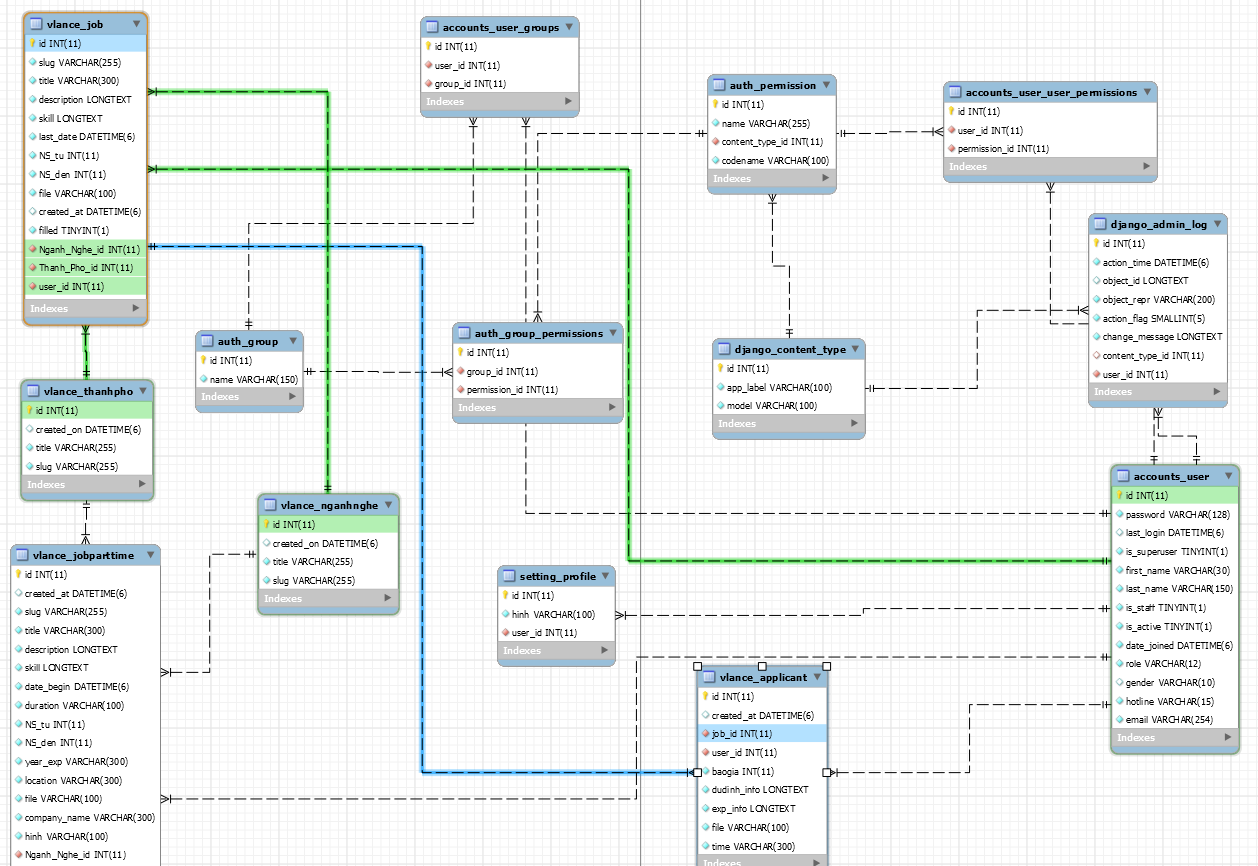 vlance_job
id INT(11)
slug VARCHAR(255)
title VARCHAR(300)
description LONGTEXT
skill LONGTEXT
last_date DATETIME(6)
NS_tu INT(11)
NS_den INT(11)
file VARCHAR(100)
created_at DATETIME(6)
filled TINYINT(1)
Nganh_Nghe_id INT(11)
Thanh_Pho_id INT(11)
user_id INT(11)
Indexes
accounts_user_groups
id INT(11)
user_id INT(11)
group_id INT(11)
Indexes
auth_permission
id INT(11)
name VARCHAR(255)
content_type_id INT(11)
codename VARCHAR(100)
Indexes
accounts_user_user_permissions
id INT(11)
user_id INT(11)
permission_id INT(11)
Indexes
django_admin_log
id INT(11)
action_time DATETIME(6)
object_id LONGTEXT
object_repr VARCHAR(200)
action_flag SMALLINT(5)
change_message LONGTEXT
content_type_id INT(11)
user_id INT(11)
Indexes
auth_group
id INT(11)
name VARCHAR(150)
Indexes
auth_group_permissions
id INT(11)
group_id INT(11)
permission_id INT(11)
Indexes
django_content_type
id INT(11)
app_label VARCHAR(100)
model VARCHAR(100)
Indexes
vlance_thanhpho
id INT(11)
created_on DATETIME(6)
title VARCHAR(255)
slug VARCHAR(255)
Indexes
vlance_nganhnghe
id INT(11)
created_on DATETIME(6)
title VARCHAR(255)
slug VARCHAR(255)
Indexes
accounts_user
id INT(11)
password VARCHAR(128)
last_login DATETIME(6)
is_superuser TINYINT(1)
first_name VARCHAR(30)
last_name VARCHAR(150)
is_staff TINYINT(1)
is_active TINYINT(1)
date_joined DATETIME(6)
role VARCHAR(12)
gender VARCHAR(10)
hotline VARCHAR(15)
email VARCHAR(254)
Indexes
vlance_jobparttime
id INT(11)
created_at DATETIME(6)
slug VARCHAR(255)
title VARCHAR(300)
description LONGTEXT
skill LONGTEXT
date_begin DATETIME(6)
duration VARCHAR(100)
NS_tu INT(11)
NS_den INT(11)
year_exp VARCHAR(300)
location VARCHAR(300)
file VARCHAR(100)
company_name VARCHAR(300)
hinh VARCHAR(100)
Nganh_Nghe_id INT(11)
setting_profile
id INT(11)
hinh VARCHAR(100)
user_id INT(11)
Indexes
vlance_applicant
id INT(11)
created_at DATETIME(6)
job_id INT(11)
user_id INT(11)
baogia INT(11)
dudinh_info LONGTEXT
exp_info LONGTEXT
file VARCHAR(100)
time VARCHAR(300)
Indexes